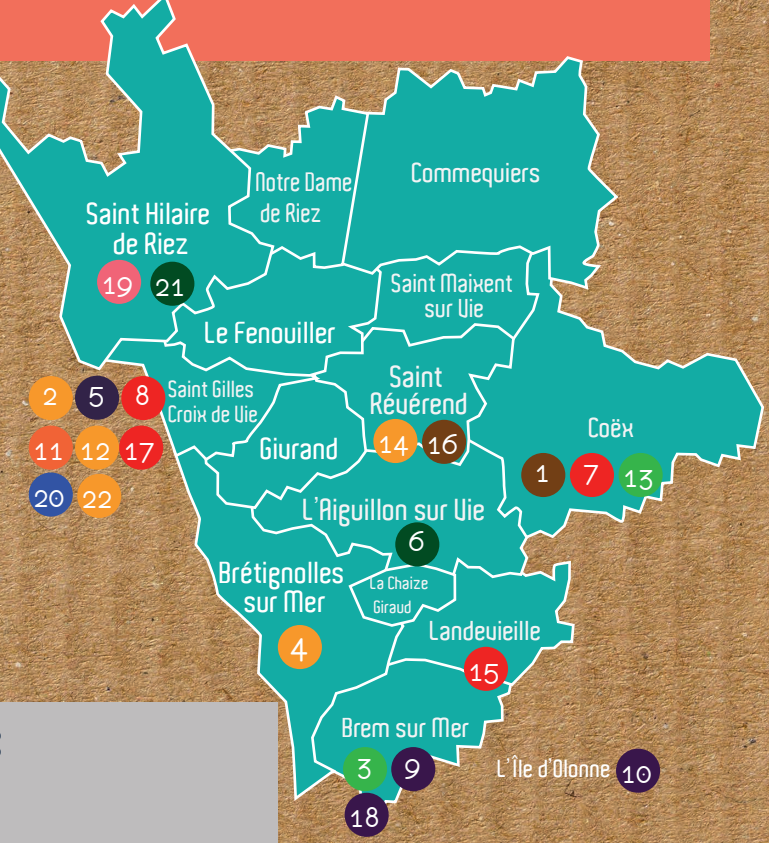 Commequiers
Notre Dame
de Riez
Saint Hilaire
de Riez
19 21
Saint Maixent
sur Vie
Le Fenouiller
Saint Gilles
Croix de Vie
2 5 8
11 12 17
20 22
Saint
Révérend
14 16
Givrand
Coëx
1 7 13
L'Aiguillon sur Vie
6
Brétignolles
sur Mer
4
La Chaize
Giraud
Landevieille
15
Brem sur Mer
3 9
18
L'Île d'Olonne 10